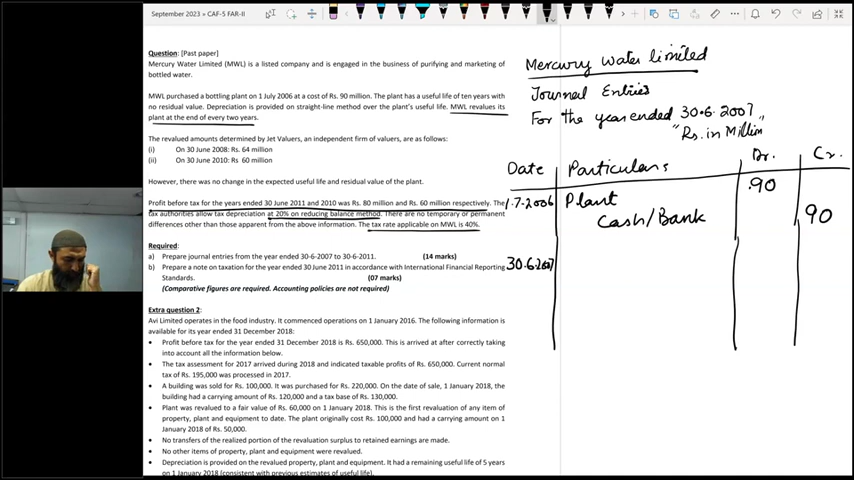 September 2023 » CAF-5 FAR-II
Question: [Past paper]
Mercury Water Limited (MWL) is a listed company and is engaged in the business of purifying and marketing of
bottled water.
MWL purchased a bottling plant on 1 July 2006 at a cost of Rs. 90 million. The plant has a useful life of ten years with
no residual value. Depreciation is provided on straight-line method over the plant's useful life. MWL revalues its
plant at the end of every two years.
The revalued amounts determined by Jet Valuers, an independent firm of valuers, are as follows:
(i) On 30 June 2008: Rs. 64 million
(ii) On 30 June 2010: Rs 60 million
However, there was no change in the expected useful life and residual value of the plant.
Profit before tax for the years ended 30 June 2011 and 2010 was Rs. 80 million and Rs. 60 million respectively. The
tax authorities allow tax depreciation at 20% on reducing balance method. There are no temporary or permanent
differences other than those apparent from the above information. The tax rate applicable on MWL is 40%.
Required:
a) Prepare journal entries from the year ended 30-6-2007 to 30-6-2011. (14 marks)
b) Prepare a note on taxation for the year ended 30 June 2011 in accordance with International Financial Reporting
Standards. (07 marks)
(Comparative figures are required. Accounting policies are not required)
Extra question 2:
Avi Limited operates in the food industry. It commenced operations on 1 January 2016. The following information is
available for its year ended 31 December 2018:
• Profit before tax for the year ended 31 December 2018 is Rs. 650,000. This is arrived at after correctly taking
into account all the information below.
• The tax assessment for 2017 arrived during 2018 and indicated taxable profits of Rs. 650,000. Current normal
tax of Rs. 195,000 was processed in 2017.
• A building was sold for Rs. 100,000. It was purchased for Rs. 220,000. On the date of sale, 1 January 2018, the
building had a carrying amount of Rs. 120,000 and a tax base of Rs. 130,000.
• Plant was revalued to a fair value of Rs. 60,000 on 1 January 2018. This is the first revaluation of any item of
property, plant and equipment to date. The plant originally cost Rs. 100,000 and had a carrying amount on 1
January 2018 of Rs. 50,000.
• No transfers of the realized portion of the revaluation surplus to retained earnings are made.
• No other items of property, plant and equipment were revalued.
• Depreciation is provided on the revalued property, plant and equipment. It had a remaining useful life of 5 years
on 1 January 2018 (consistent with previous estimates of useful life).
Mercury Water limited
Journal Entries
For the year ended 30.6.2007
"Rs. in Million"
Date Particulars Dr. Cr.
1.7.2006 Plant 90
Cash/Bank 90
30.6.2007